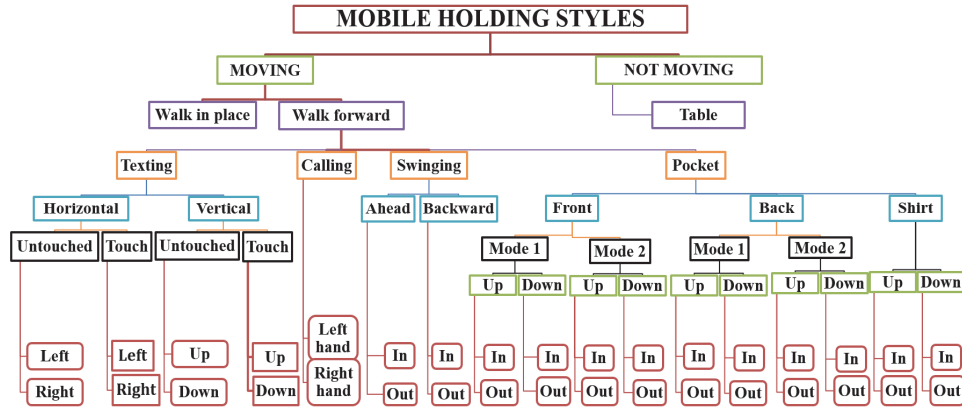 MOBILE HOLDING STYLES
MOVING
NOT MOVING
Walk in place
Walk forward
Table
Texting
Calling
Swinging
Pocket
Horizontal
Vertical
Ahead
Backward
Front
Back
Shirt
Untouched
Touch
Untouched
Touch
Mode 1
Mode 2
Mode 1
Mode 2
Up
Down
Up
Down
Up
Down
Up
Down
Up
Down
Left
hand
Left
Left
Up
Up
In
In
In
In
In
In
In
In
In
In
In
In
Right
hand
Right
Right
Down
Down
Out
Out
Out
Out
Out
Out
Out
Out
Out
Out
Out
Out